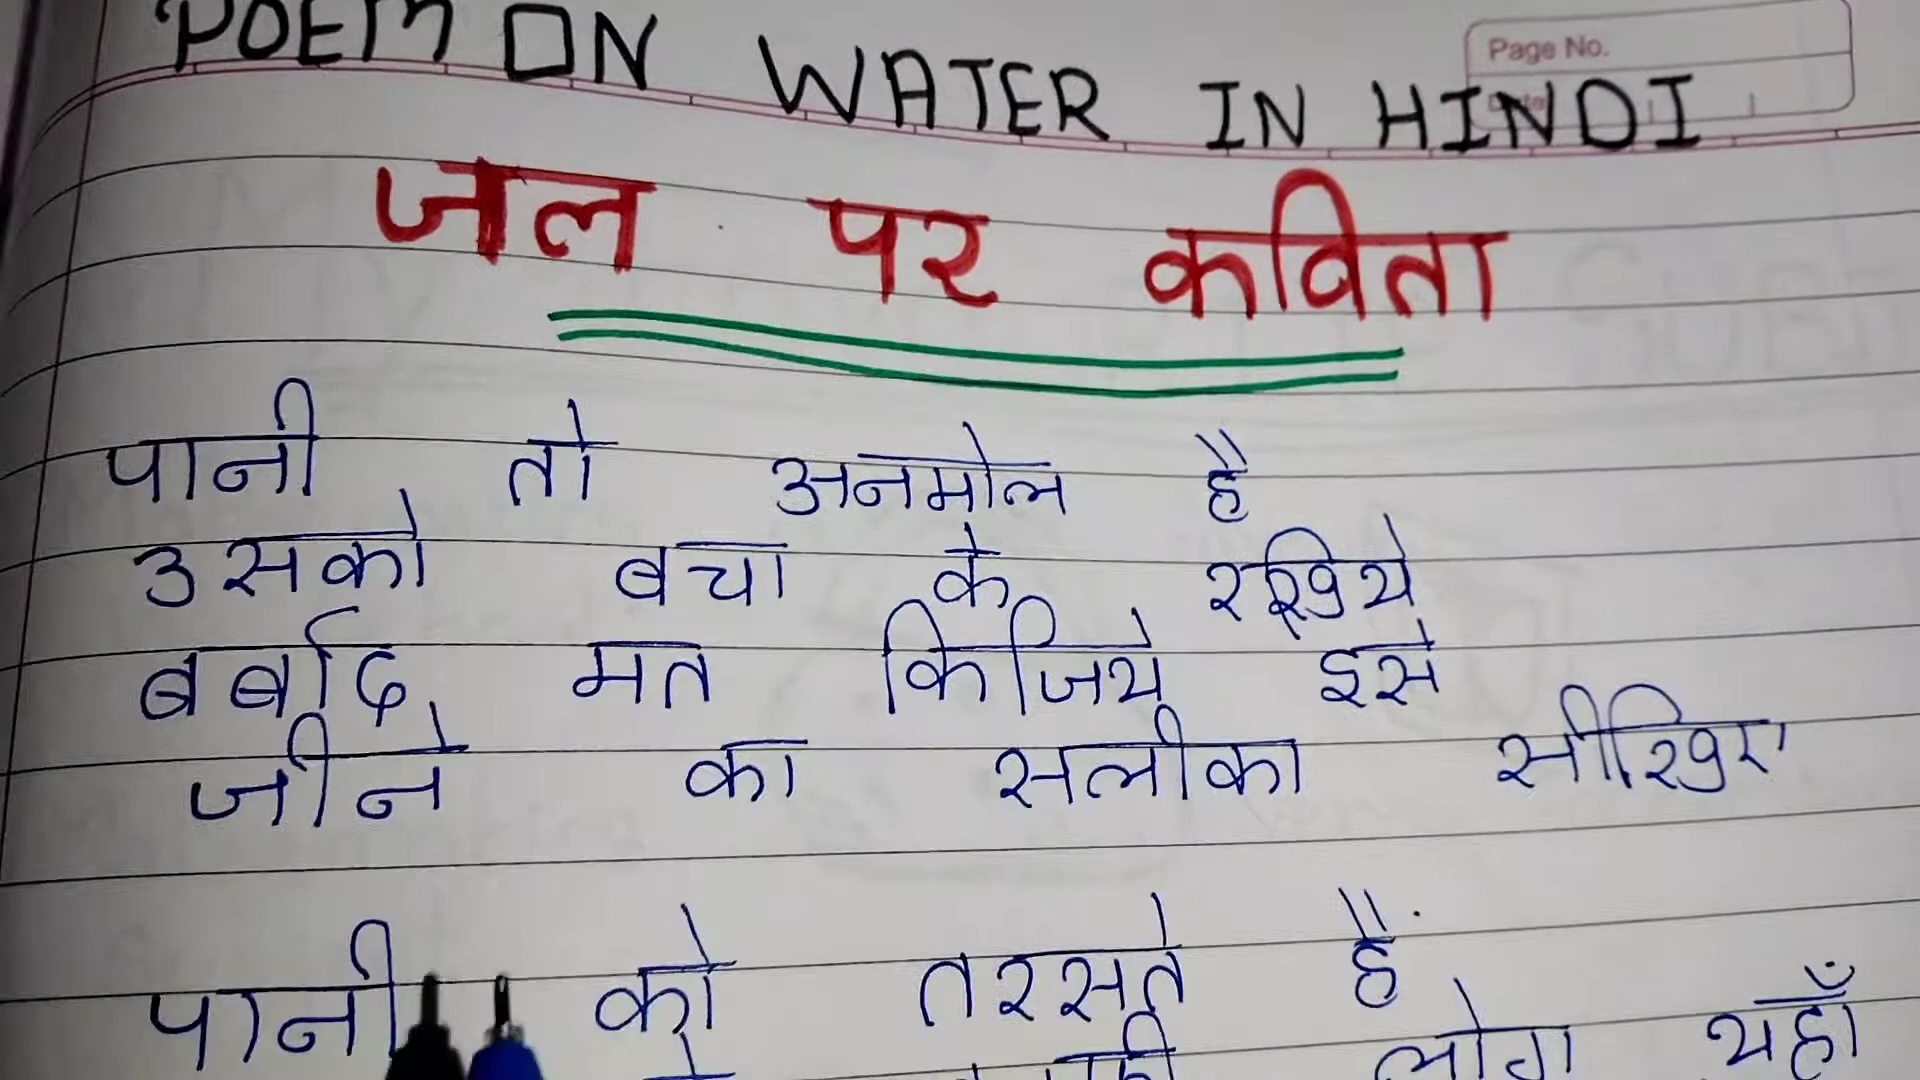 POEM ON WATER IN HINDI
Page No.
जल पर कविता
पानी तो अनमोल है
उसको बचा के रखिये
बर्बाद मत किजिये इसे
जीने का सलीका सीखिए
पानी को तरसते हैं
लोग यहाँ